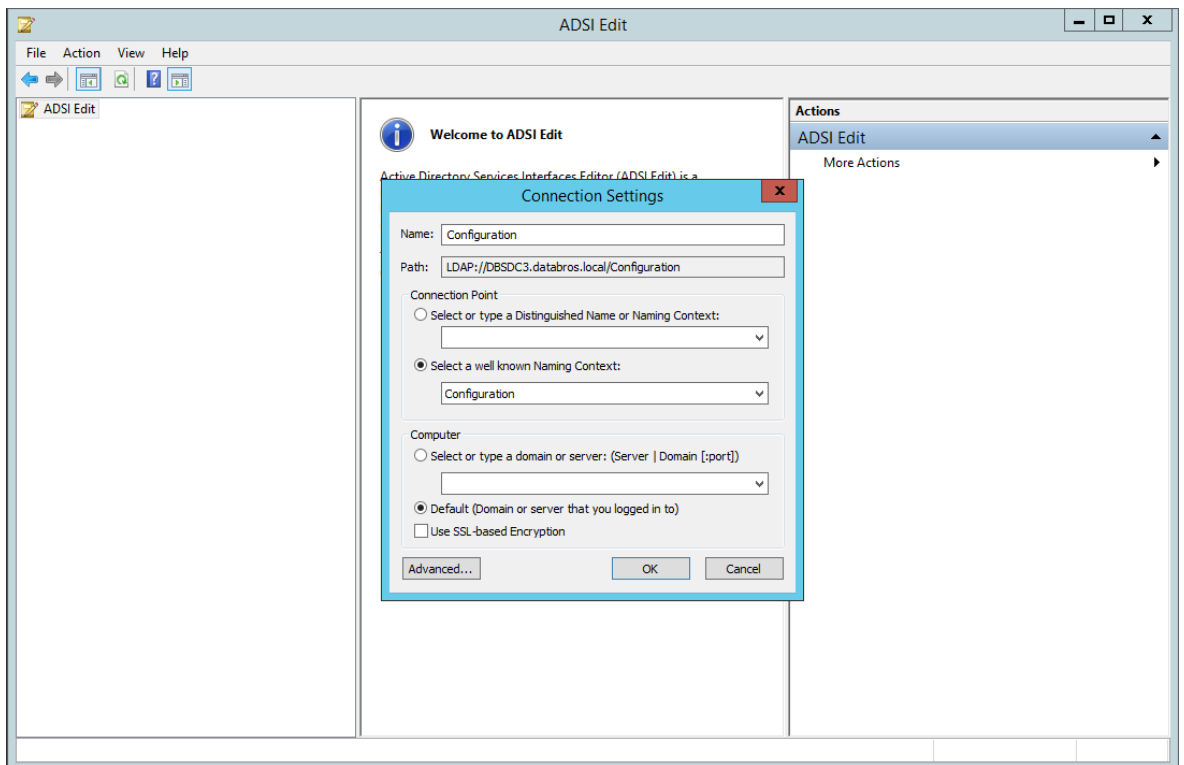 ADSI Edit
File Action View Help
ADSI Edit
Welcome to ADSI Edit
Active Directory Services Interfaces Editor (ADSI Edit) is a
Actions
ADSI Edit
More Actions
Connection Settings
Name: Configuration
Path: LDAP://DBSDC3.databros.local/Configuration
Connection Point
Select or type a Distinguished Name or Naming Context:
Select a well known Naming Context:
Configuration
Computer
Select or type a domain or server: (Server | Domain [:port])
Default (Domain or server that you logged in to)
Use SSL-based Encryption
Advanced... OK Cancel